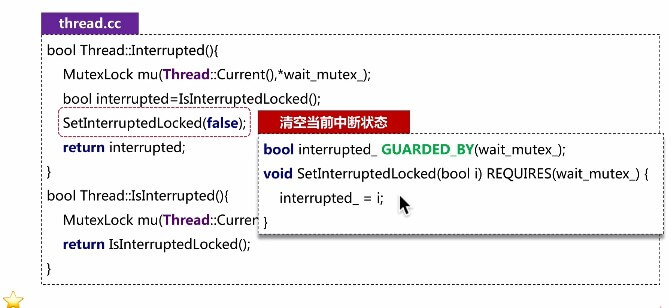 thread.cc
bool Thread::Interrupted(){
MutexLock mu(Thread::Current(),*wait_mutex_);
bool interrupted=IsInterruptedLocked();
SetInterruptedLocked(false);
清空当前中断状态
return interrupted;
}
bool interrupted_ GUARDED_BY(wait_mutex_);
void SetInterruptedLocked(bool i) REQUIRES(wait_mutex_) {
interrupted_ = i;
}
bool Thread::IsInterrupted(){
MutexLock mu(Thread::Curren
return IsInterruptedLocked();
}